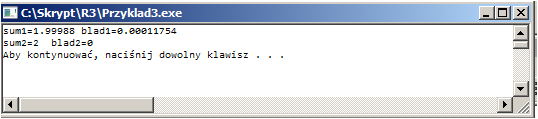 C:\Skrypt\R3\Przyklad3.exe
sum1=1.99988 blad1=0.00011754
sum2=2  blad2=0
Aby kontynuować, naciśnij dowolny klawisz . . .